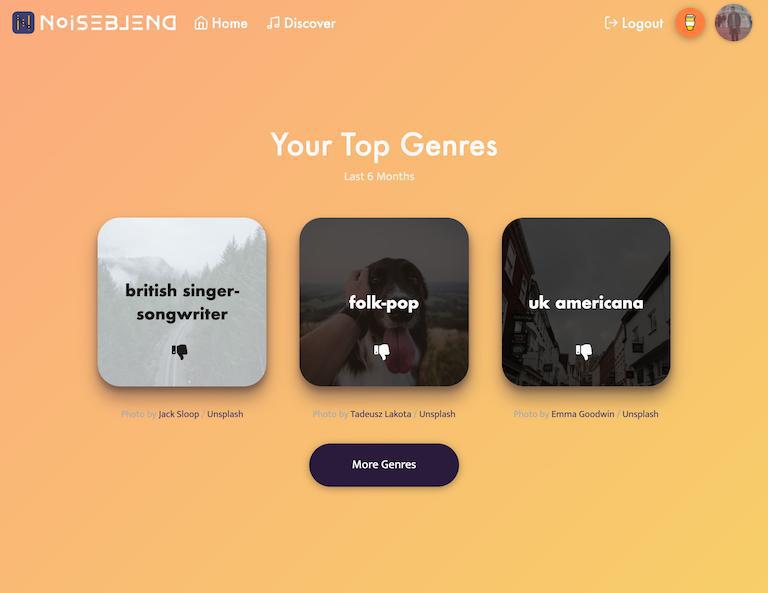 NOISEBLEND
Home
Discover
Logout
Your Top Genres
Last 6 Months
british singer-
songwriter
folk-pop
uk americana
Photo by Jack Sloop / Unsplash
Photo by Tadeusz Lakota / Unsplash
Photo by Emma Goodwin / Unsplash
More Genres